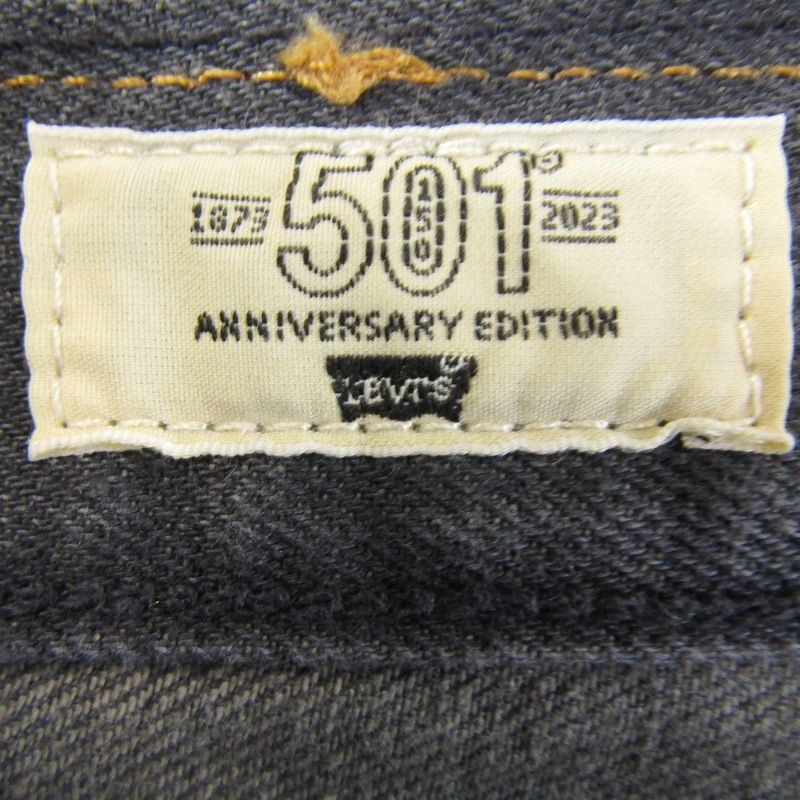 1873 501® 2023
150
ANNIVERSARY EDITION
LEVI'S®